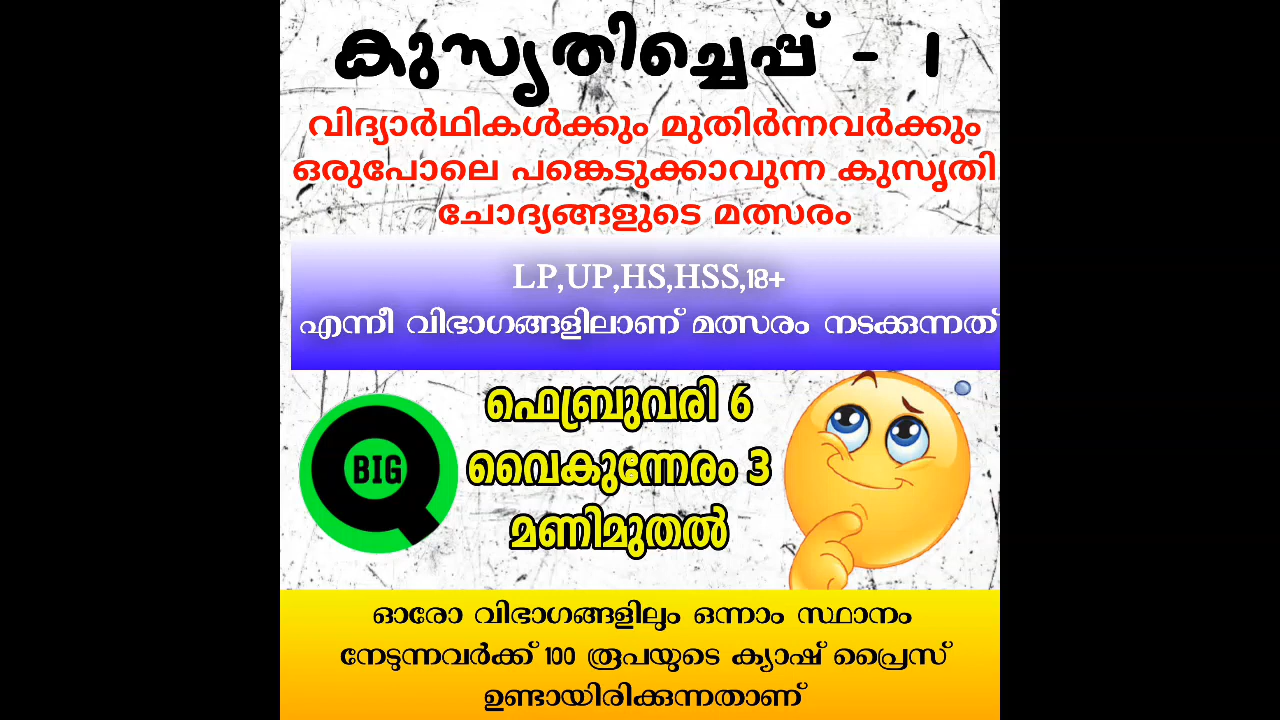 കുസൃതിച്ചെപ്പ് - 1
വിദ്യാർഥികൾക്കും മുതിർന്നവർക്കും
ഒരുപോലെ പങ്കെടുക്കാവുന്ന കുസൃതി
ചോദ്യങ്ങളുടെ മത്സരം
LP,UP,HS,HSS,18+
എന്നീ വിഭാഗങ്ങളിലാണ് മത്സരം നടക്കുന്നത്
ഫെബ്രുവരി 6
BIG
വൈകുന്നേരം 3
മണിമുതൽ
ഓരോ വിഭാഗങ്ങളിലും ഒന്നാം സ്ഥാനം
നേടുന്നവർക്ക് 100 രൂപയുടെ ക്യാഷ് പ്രൈസ്
ഉണ്ടായിരിക്കുന്നതാണ്